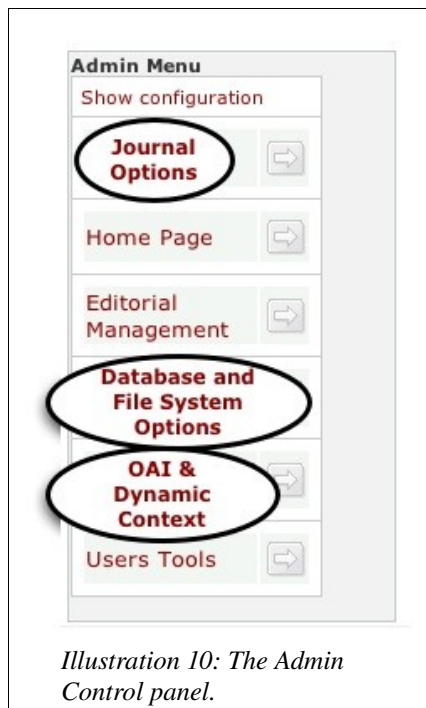 Admin Menu
Show configuration
Journal
Options
Home Page
Editorial
Management
Database and
File System
Options
OAI &
Dynamic
Context
Users Tools
Illustration 10: The Admin
Control panel.